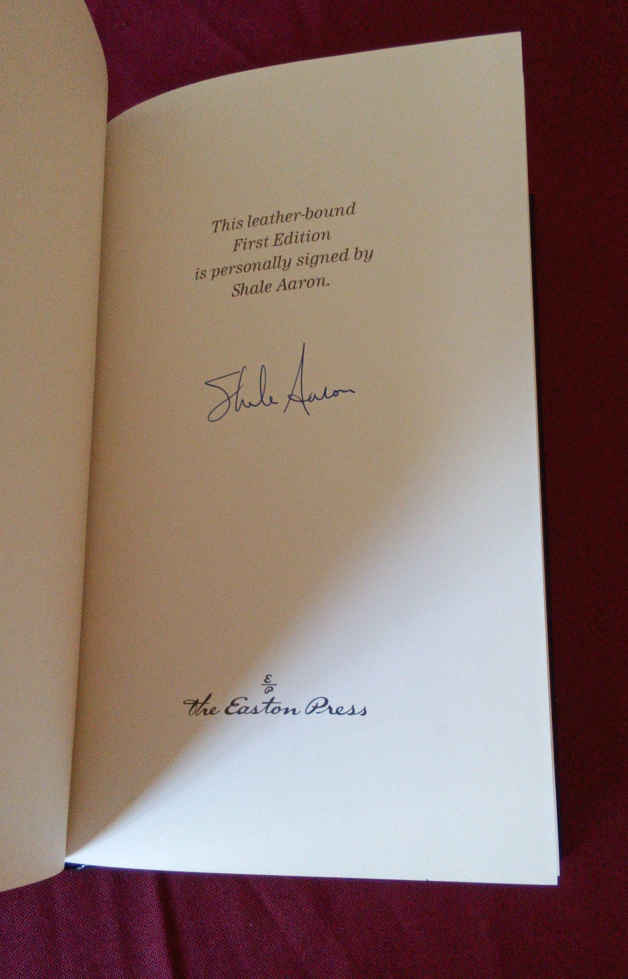 This leather-bound
First Edition
is personally signed by
Shale Aaron.
Shale Aaron
E
P
the Easton Press